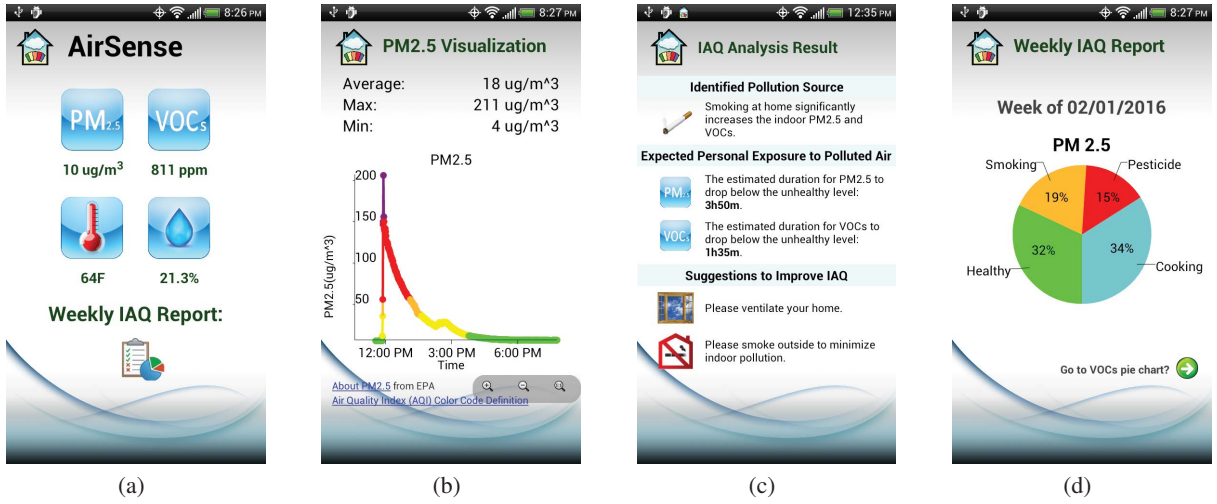 8:26 PM
AirSense
PM2.5
VOCs
10 ug/m³
811 ppm
64F
21.3%
Weekly IAQ Report:
(a)
8:27 PM
PM2.5 Visualization
Average: 18 ug/m^3
Max: 211 ug/m^3
Min: 4 ug/m^3
PM2.5
200
150
100
50
PM2.5(ug/m^3)
12:00 PM 3:00 PM 6:00 PM
Time
About PM2.5 from EPA
Air Quality Index (AQI) Color Code Definition
(b)
12:35 PM
IAQ Analysis Result
Identified Pollution Source
Smoking at home significantly
increases the indoor PM2.5 and
VOCs.
Expected Personal Exposure to Polluted Air
PM2.5
The estimated duration for PM2.5 to
drop below the unhealthy level:
3h50m.
VOCs
The estimated duration for VOCs to
drop below the unhealthy level:
1h35m.
Suggestions to Improve IAQ
Please ventilate your home.
Please smoke outside to minimize
indoor pollution.
(c)
8:27 PM
Weekly IAQ Report
Week of 02/01/2016
PM 2.5
Smoking
Pesticide
19%
15%
32%
34%
Healthy
Cooking
Go to VOCs pie chart?
(d)